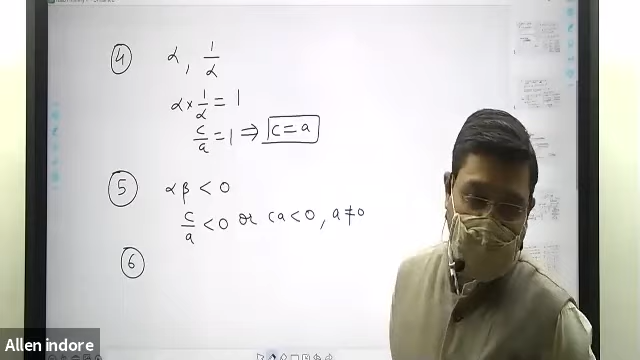 ④ α, 1/α
α × 1/α = 1
c/a = 1 ⇒ c = a
⑤ αβ < 0
c/a < 0 or ca < 0, a ≠ 0
⑥
Allen indore